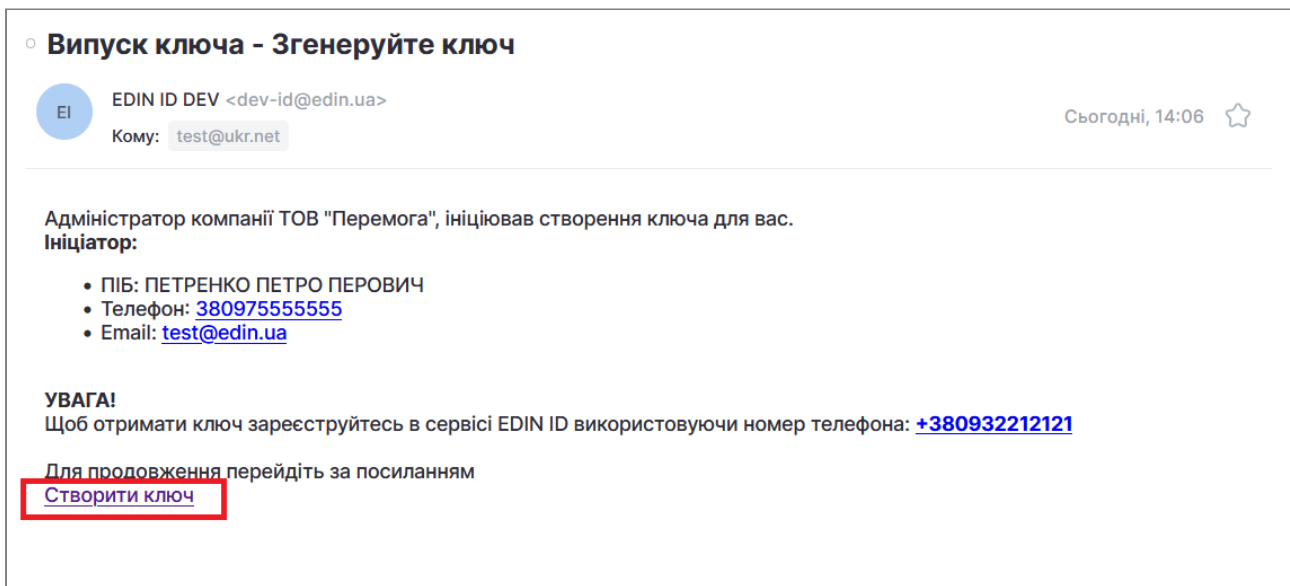 Випуск ключа - Згенеруйте ключ
EI
EDIN ID DEV <dev-id@edin.ua>
Кому: test@ukr.net
Сьогодні, 14:06
Адміністратор компанії ТОВ "Перемога", ініціював створення ключа для вас.
Ініціатор:
• ПІБ: ПЕТРЕНКО ПЕТРО ПЕРОВИЧ
• Телефон: 380975555555
• Email: test@edin.ua
УВАГА!
Щоб отримати ключ зареєструйтесь в сервісі EDIN ID використовуючи номер телефона: +380932212121
Для продовження перейдіть за посиланням
Створити ключ